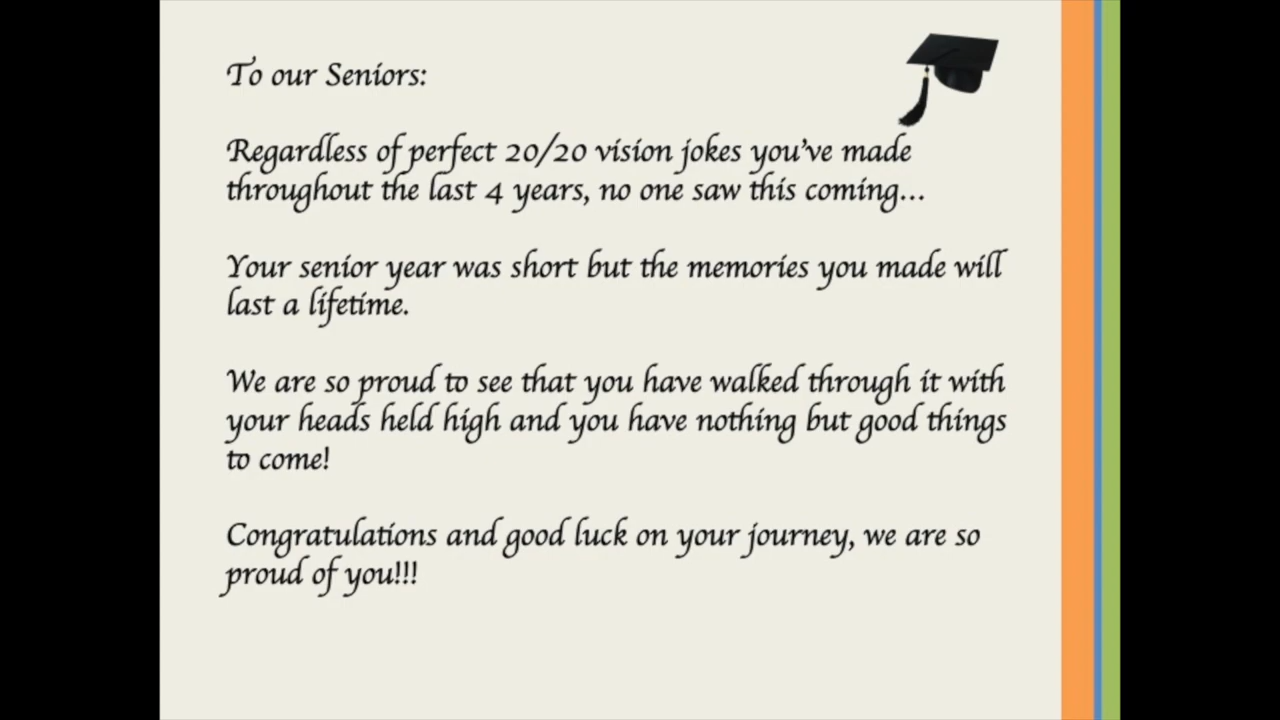 To our Seniors:
Regardless of perfect 20/20 vision jokes you've made
throughout the last 4 years, no one saw this coming...
Your senior year was short but the memories you made will
last a lifetime.
We are so proud to see that you have walked through it with
your heads held high and you have nothing but good things
to come!
Congratulations and good luck on your journey, we are so
proud of you!!!